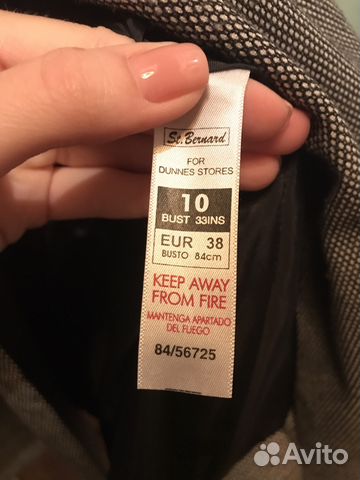 St. Bernard
FOR
DUNNES STORES
10
BUST 33INS
EUR 38
BUSTO 84cm
KEEP AWAY
FROM FIRE
MANTENGA APARTADO
DEL FUEGO
84/56725
Avito